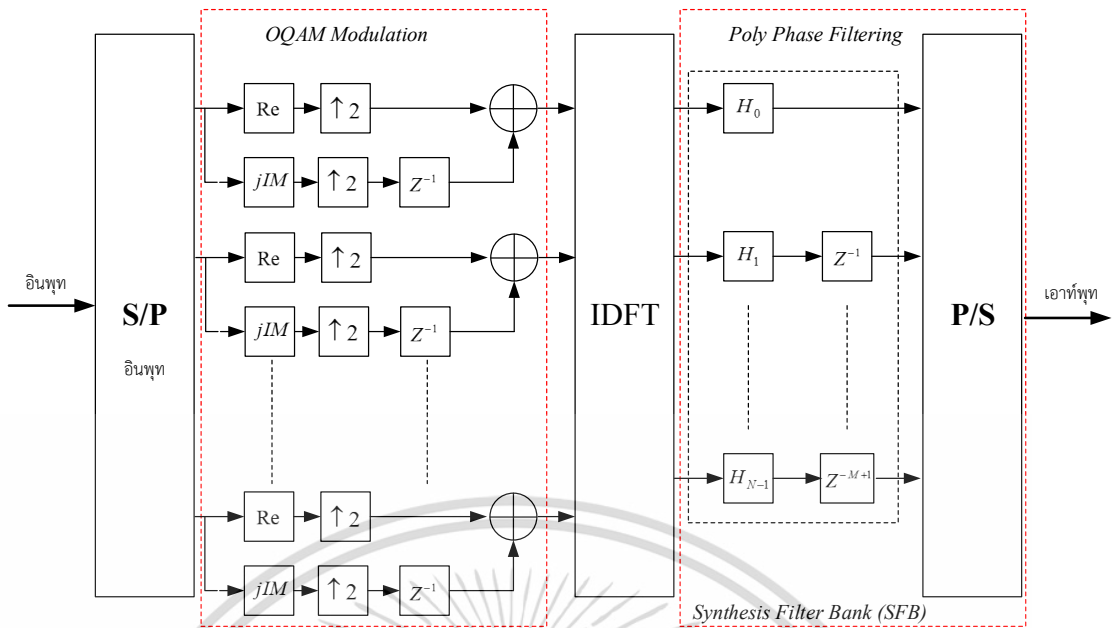 OQAM Modulation
Poly Phase Filtering
Re ↑2
H₀
jIM ↑2 Z⁻¹
Re ↑2
H₁ Z⁻¹
อินพุท
S/P
jIM ↑2 Z⁻¹
IDFT
P/S
เอาท์พุท
อินพุท
H_{N-1} Z^{-M+1}
Re ↑2
jIM ↑2 Z⁻¹
Synthesis Filter Bank (SFB)